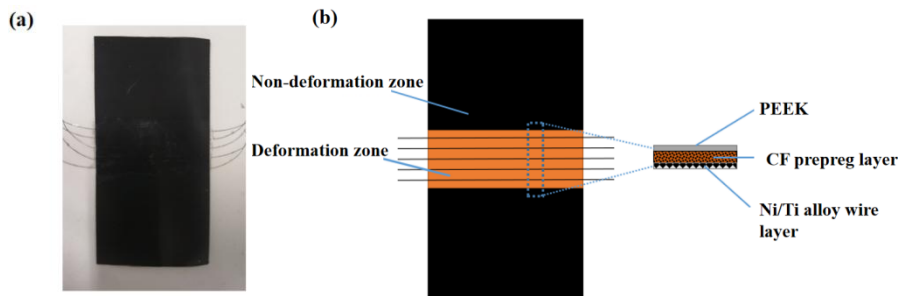 (a)
(b)
Non-deformation zone
Deformation zone
PEEK
CF prepreg layer
Ni/Ti alloy wire
layer